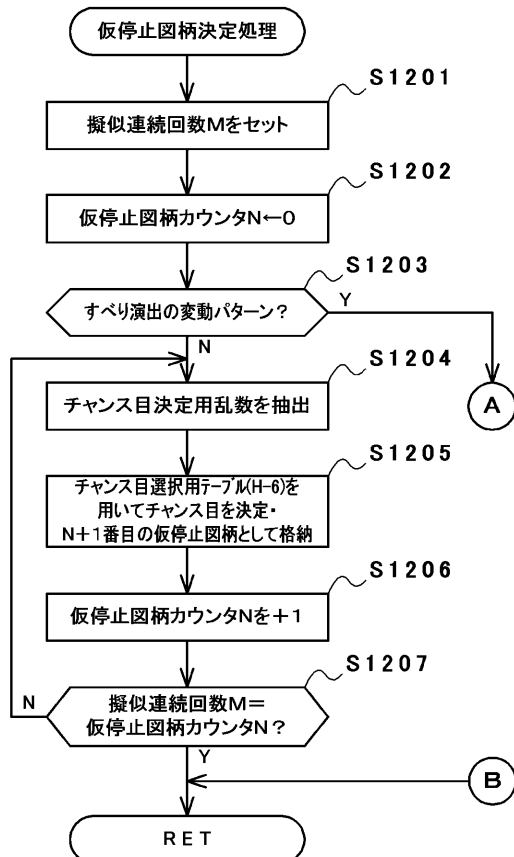 仮停止図柄決定処理
S1201
擬似連続回数Mをセット
S1202
仮停止図柄カウンタN←0
S1203
すべり演出の変動パターン?
Y
N
A
S1204
チャンス目決定用乱数を抽出
S1205
チャンス目選択用テーブル(H-6)を
用いてチャンス目を決定・
N+1番目の仮停止図柄として格納
S1206
仮停止図柄カウンタNを+1
S1207
擬似連続回数M=
仮停止図柄カウンタN?
N
Y
B
RET